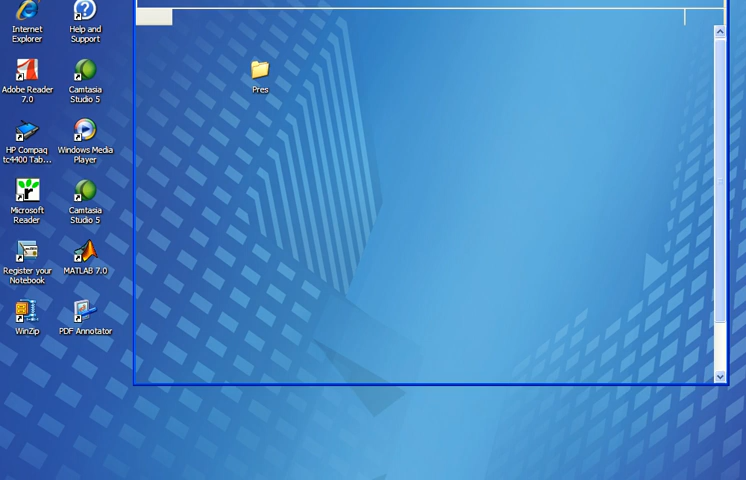 Internet
Explorer
Help and
Support
Adobe Reader
7.0
Camtasia
Studio 5
Pres
HP Compaq
tc4400 Tab...
Windows Media
Player
Microsoft
Reader
Camtasia
Studio 5
Register your
Notebook
MATLAB 7.0
WinZip
PDF Annotator